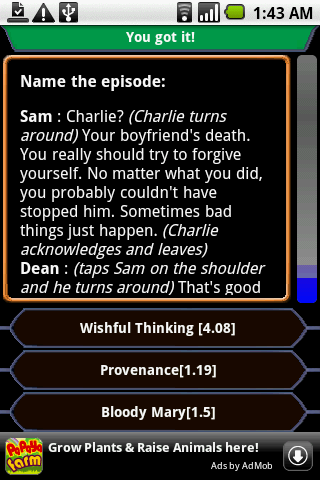 1:43 AM
You got it!
Name the episode:
Sam : Charlie? (Charlie turns
around) Your boyfriend's death.
You really should try to forgive
yourself. No matter what you did,
you probably couldn't have
stopped him. Sometimes bad
things just happen. (Charlie
acknowledges and leaves)
Dean : (taps Sam on the shoulder
and he turns around) That's good
Wishful Thinking [4.08]
Provenance[1.19]
Bloody Mary[1.5]
Grow Plants & Raise Animals here!
Ads by AdMob